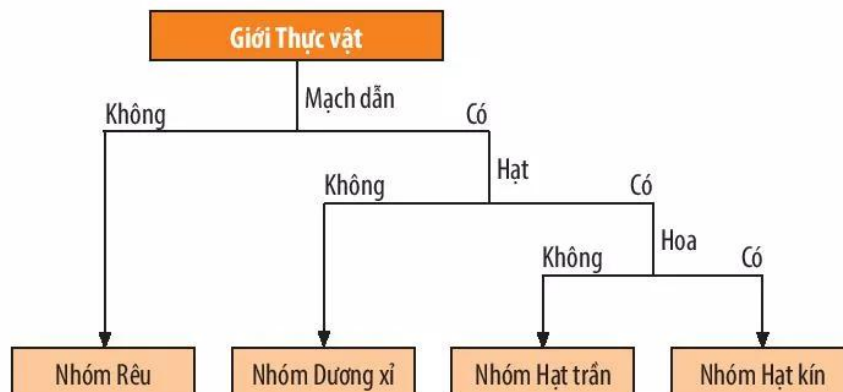 Giới Thực vật
Mạch dẫn
Không
Có
Hạt
Không
Có
Hoa
Không
Có
Nhóm Rêu
Nhóm Dương xỉ
Nhóm Hạt trần
Nhóm Hạt kín